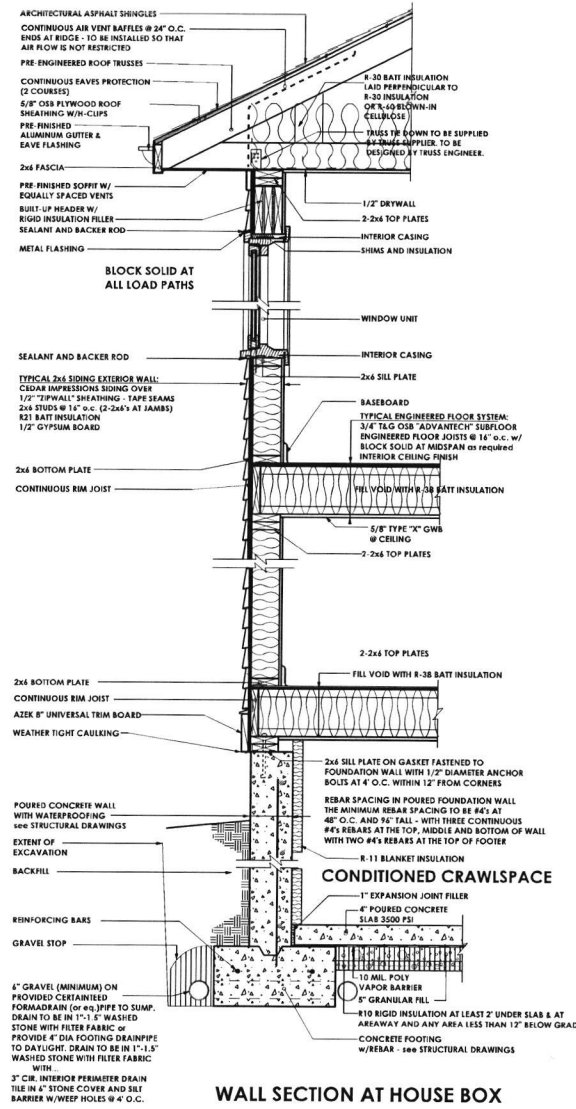 ARCHITECTURAL ASPHALT SHINGLES
CONTINUOUS AIR VENT BAFFLES @ 24" O.C.
ENDS AT RIDGE - TO BE INSTALLED SO THAT
AIR FLOW IS NOT RESTRICTED
PRE-ENGINEERED ROOF TRUSSES
CONTINUOUS EAVES PROTECTION
(2 COURSES)
5/8" OSB PLYWOOD ROOF
SHEATHING W/H-CLIPS
PRE-FINISHED
ALUMINUM GUTTER &
EAVE FLASHING
2x6 FASCIA
PRE-FINISHED SOFFIT W/
EQUALLY SPACED VENTS
BUILT-UP HEADER W/
RIGID INSULATION FILLER
SEALANT AND BACKER ROD
METAL FLASHING
R-30 BATT INSULATION
LAID PERPENDICULAR TO
R-30 INSULATION
OR R-60 BLOWN-IN
CELLULOSE
TRUSS TIE DOWN TO BE SUPPLIED
BY TRUSS SUPPLIER. TO BE
DESIGNED BY TRUSS ENGINEER.
1/2" DRYWALL
2-2x6 TOP PLATES
INTERIOR CASING
SHIMS AND INSULATION
BLOCK SOLID AT
ALL LOAD PATHS
WINDOW UNIT
SEALANT AND BACKER ROD
INTERIOR CASING
2x6 SILL PLATE
TYPICAL 2x6 SIDING EXTERIOR WALL:
CEDAR IMPRESSIONS SIDING OVER
1/2" "ZIPWALL" SHEATHING - TAPE SEAMS
2x6 STUDS @ 16" o.c. (2-2x6's AT JAMBS)
R21 BATT INSULATION
1/2" GYPSUM BOARD
BASEBOARD
TYPICAL ENGINEERED FLOOR SYSTEM:
3/4" T&G OSB "ADVANTECH" SUBFLOOR
ENGINEERED FLOOR JOISTS @ 16" o.c. w/
BLOCK SOLID AT MIDSPAN as required
INTERIOR CEILING FINISH
2x6 BOTTOM PLATE
CONTINUOUS RIM JOIST
FILL VOID WITH R-38 BATT INSULATION
5/8" TYPE "X" GWB
@ CEILING
2-2x6 TOP PLATES
2-2x6 TOP PLATES
2x6 BOTTOM PLATE
FILL VOID WITH R-38 BATT INSULATION
CONTINUOUS RIM JOIST
AZEK 8" UNIVERSAL TRIM BOARD
WEATHER TIGHT CAULKING
2x6 SILL PLATE ON GASKET FASTENED TO
FOUNDATION WALL WITH 1/2" DIAMETER ANCHOR
BOLTS AT 4' O.C. WITHIN 12" FROM CORNERS
REBAR SPACING IN POURED FOUNDATION WALL
THE MINIMUM REBAR SPACING TO BE #4's AT
48" O.C. AND 96" TALL - WITH THREE CONTINUOUS
#4's REBARS AT THE TOP, MIDDLE AND BOTTOM OF WALL
WITH TWO #4's REBARS AT THE TOP OF FOOTER
POURED CONCRETE WALL
WITH WATERPROOFING
see STRUCTURAL DRAWINGS
EXTENT OF
EXCAVATION
BACKFILL
R-11 BLANKET INSULATION
CONDITIONED CRAWLSPACE
1" EXPANSION JOINT FILLER
4" POURED CONCRETE
SLAB 3500 PSI
REINFORCING BARS
GRAVEL STOP
10 MIL. POLY
VAPOR BARRIER
5" GRANULAR FILL
R10 RIGID INSULATION AT LEAST 2' UNDER SLAB & AT
AREAWAY AND ANY AREA LESS THAN 12" BELOW GRAD
CONCRETE FOOTING
w/REBAR - see STRUCTURAL DRAWINGS
6" GRAVEL (MINIMUM) ON
PROVIDED CERTAINTEED
FORMADRAIN (or eq.)PIPE TO SUMP.
DRAIN TO BE IN 1"-1.5" WASHED
STONE WITH FILTER FABRIC or
PROVIDE 4" DIA FOOTING DRAINPIPE
TO DAYLIGHT. DRAIN TO BE IN 1"-1.5"
WASHED STONE WITH FILTER FABRIC
WITH...
3" CIR. INTERIOR PERIMETER DRAIN
TILE IN 6" STONE COVER AND SILT
BARRIER W/WEEP HOLES @ 4' O.C.
WALL SECTION AT HOUSE BOX